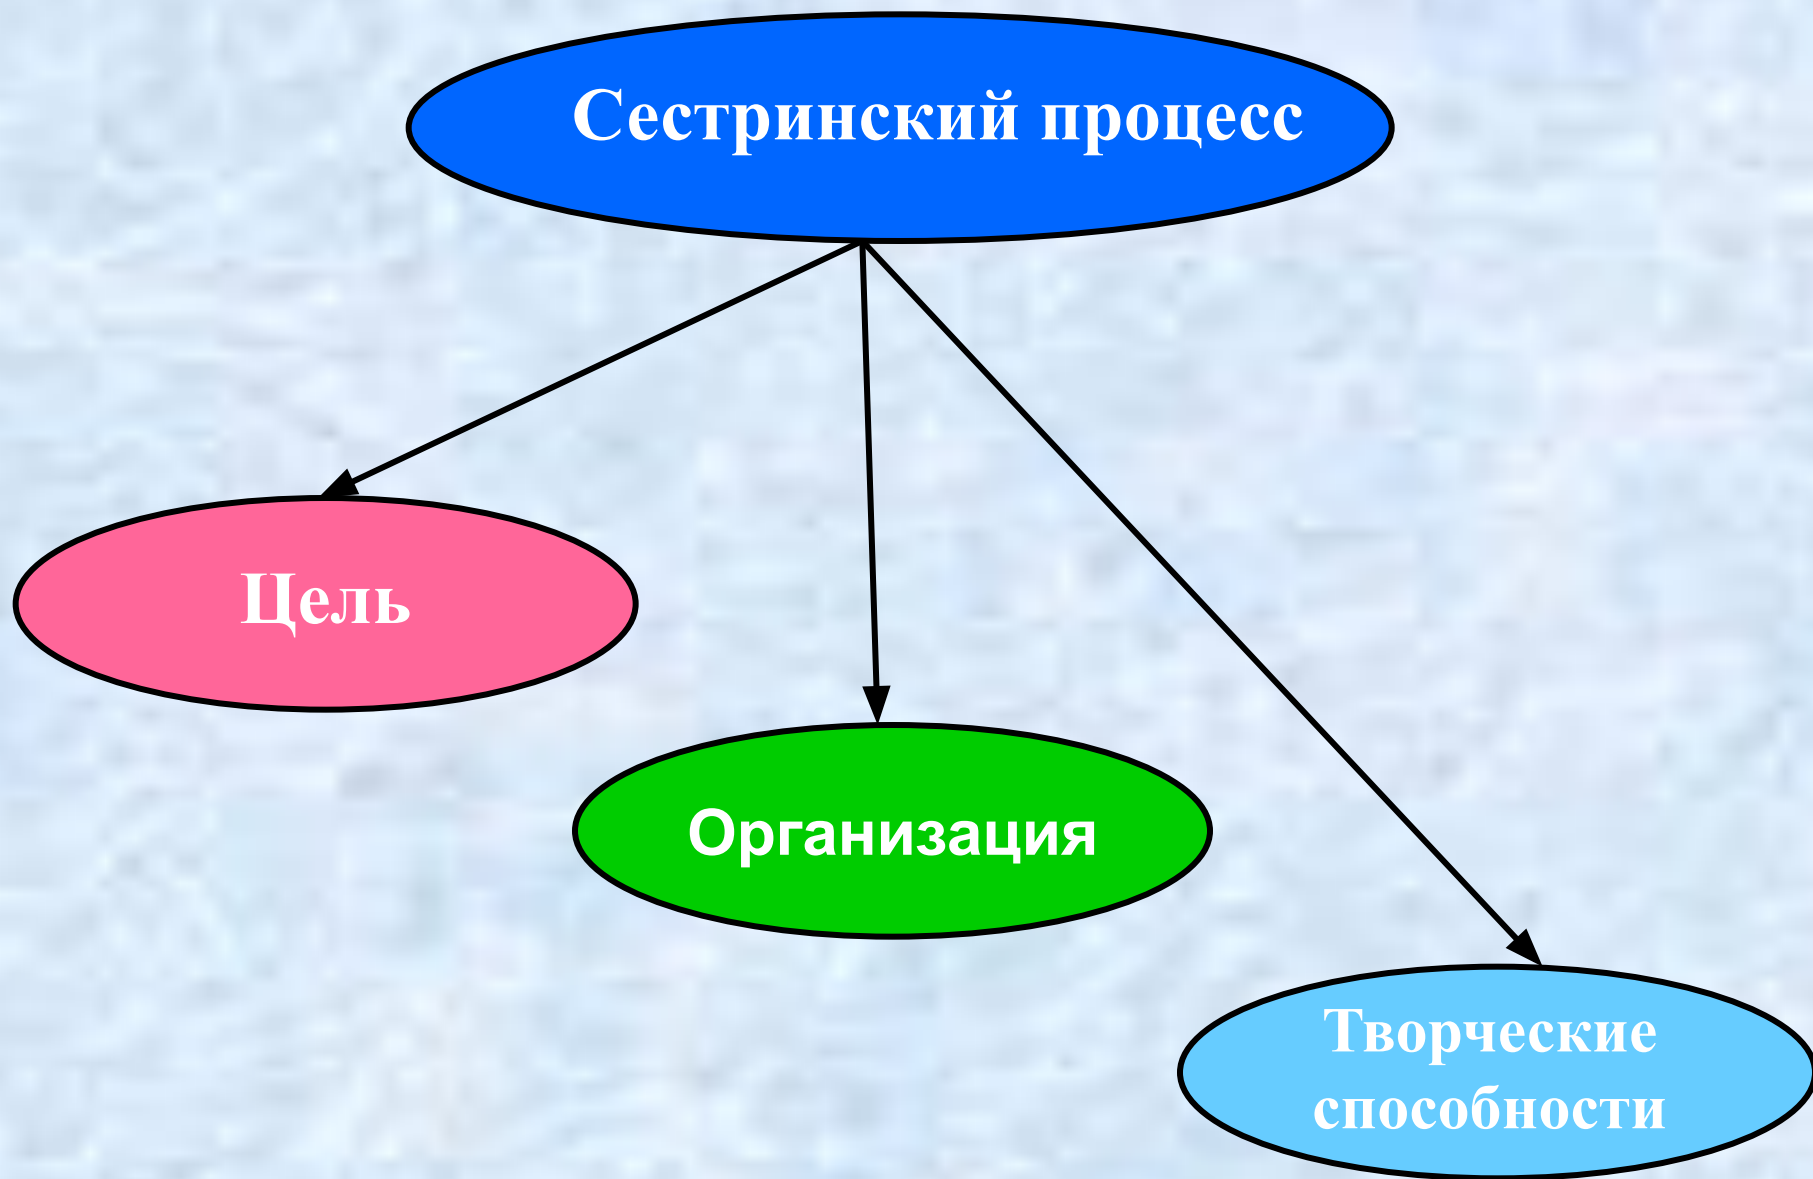 Сестринский процесс
Цель
Организация
Творческие
способности